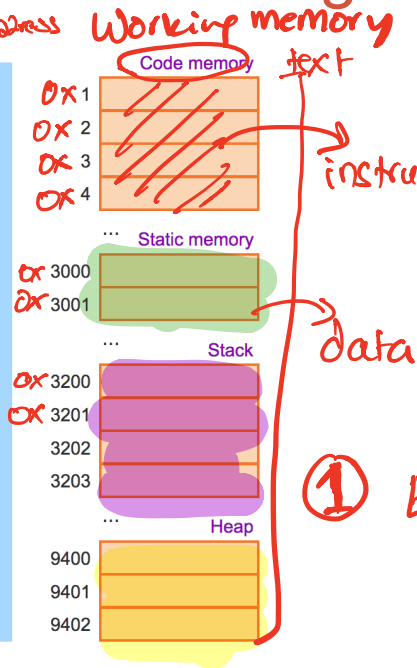 address Working memory
Code memory text
0x 1
0x 2
0x 3 instru
0x 4
...
Static memory
0x 3000
0x 3001
data
...
Stack
0x 3200
0x 3201
3202
3203
1
...
Heap
9400
9401
9402